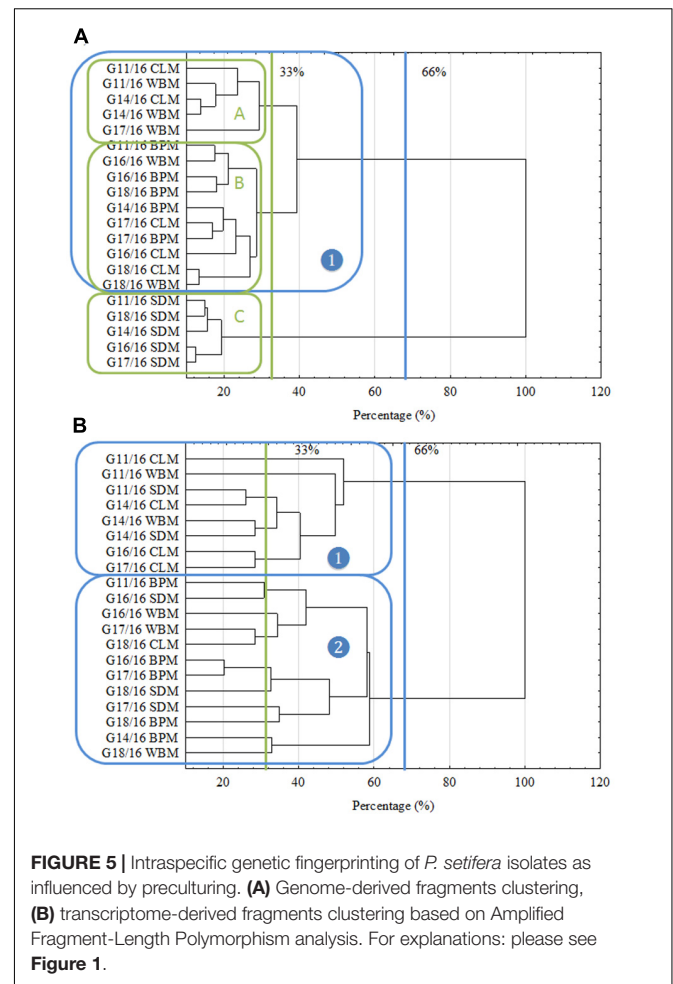 A
G11/16 CLM
33%
66%
G11/16 WBM
G14/16 CLM
G14/16 WBM
A
G17/16 WBM
G11/16 BPM
G16/16 WBM
G16/16 BPM
B
G18/16 BPM
G14/16 BPM
G17/16 CLM
G17/16 BPM
G16/16 CLM
1
G18/16 CLM
G18/16 WBM
G11/16 SDM
G18/16 SDM
C
G14/16 SDM
G16/16 SDM
G17/16 SDM
20 40 60 80 100 120
Percentage (%)
B
33%
66%
G11/16 CLM
G11/16 WBM
G11/16 SDM
G14/16 CLM
G14/16 WBM
G14/16 SDM
G16/16 CLM
1
G17/16 CLM
G11/16 BPM
G16/16 SDM
G16/16 WBM
G17/16 WBM
G18/16 CLM
2
G16/16 BPM
G17/16 BPM
G18/16 SDM
G17/16 SDM
G18/16 BPM
G14/16 BPM
G18/16 WBM
20 40 60 80 100 120
Percentage (%)
FIGURE 5 | Intraspecific genetic fingerprinting of P. setifera isolates as
influenced by preculturing. (A) Genome-derived fragments clustering,
(B) transcriptome-derived fragments clustering based on Amplified
Fragment-Length Polymorphism analysis. For explanations: please see
Figure 1.